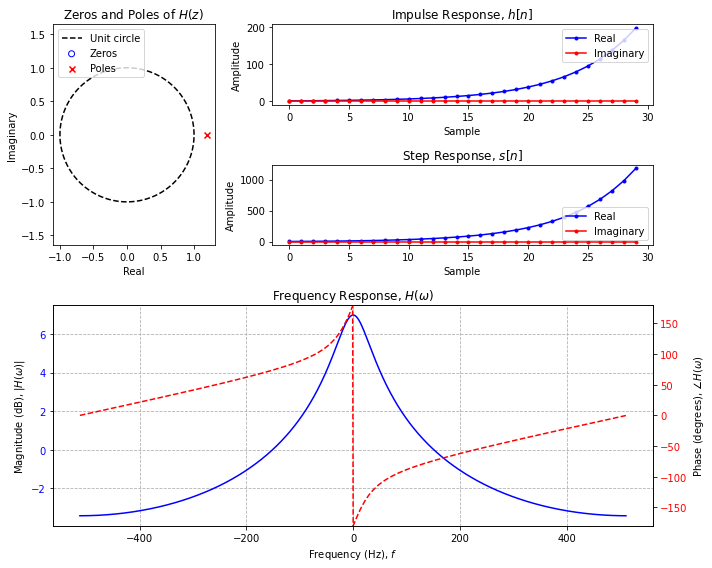 Zeros and Poles of H(z)
Imaginary
1.5
1.0
0.5
0.0
−0.5
−1.0
−1.5
Unit circle
Zeros
Poles
−1.0 −0.5 0.0 0.5 1.0
Real
Impulse Response, h[n]
Amplitude
200
100
0
Real
Imaginary
0 5 10 15 20 25 30
Sample
Step Response, s[n]
Amplitude
1000
500
0
Real
Imaginary
0 5 10 15 20 25 30
Sample
Frequency Response, H(ω)
Magnitude (dB), |H(ω)|
6
4
2
0
−2
150
100
50
0
−50
−100
−150
Phase (degrees), ∠H(ω)
−400 −200 0 200 400
Frequency (Hz), f